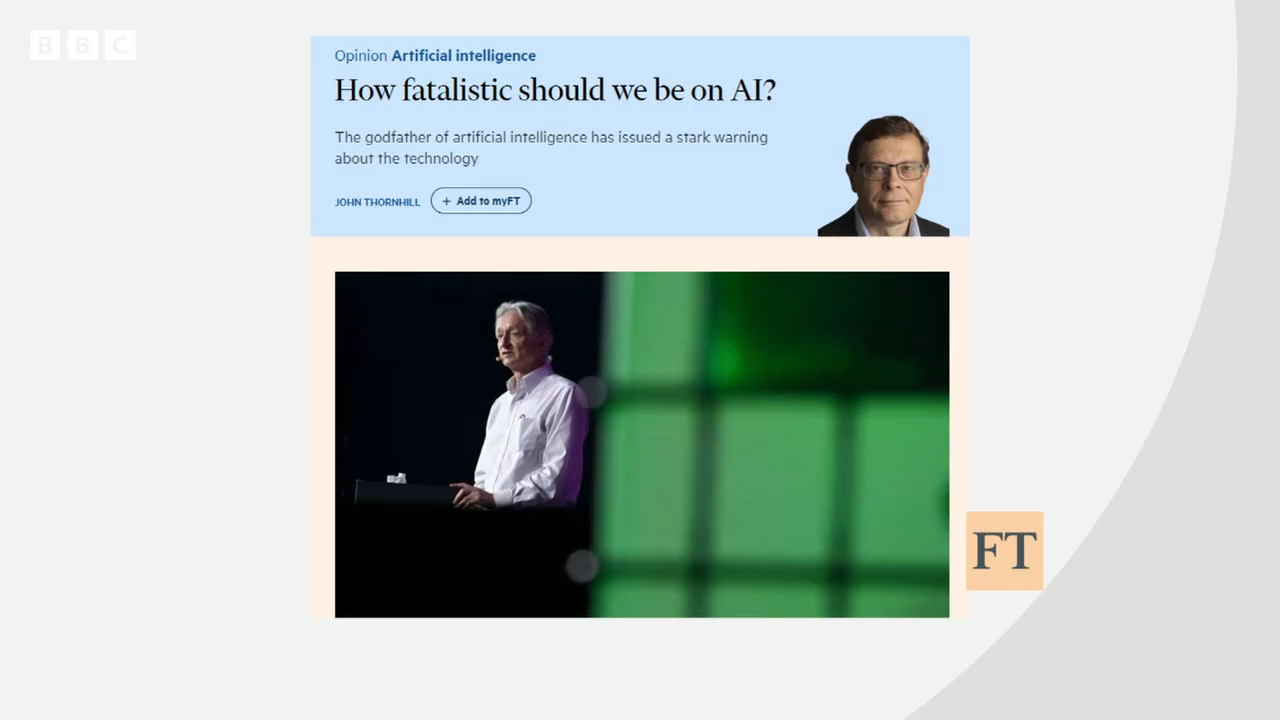 BBC
Opinion Artificial intelligence
How fatalistic should we be on AI?
The godfather of artificial intelligence has issued a stark warning
about the technology
JOHN THORNHILL + Add to myFT
FT